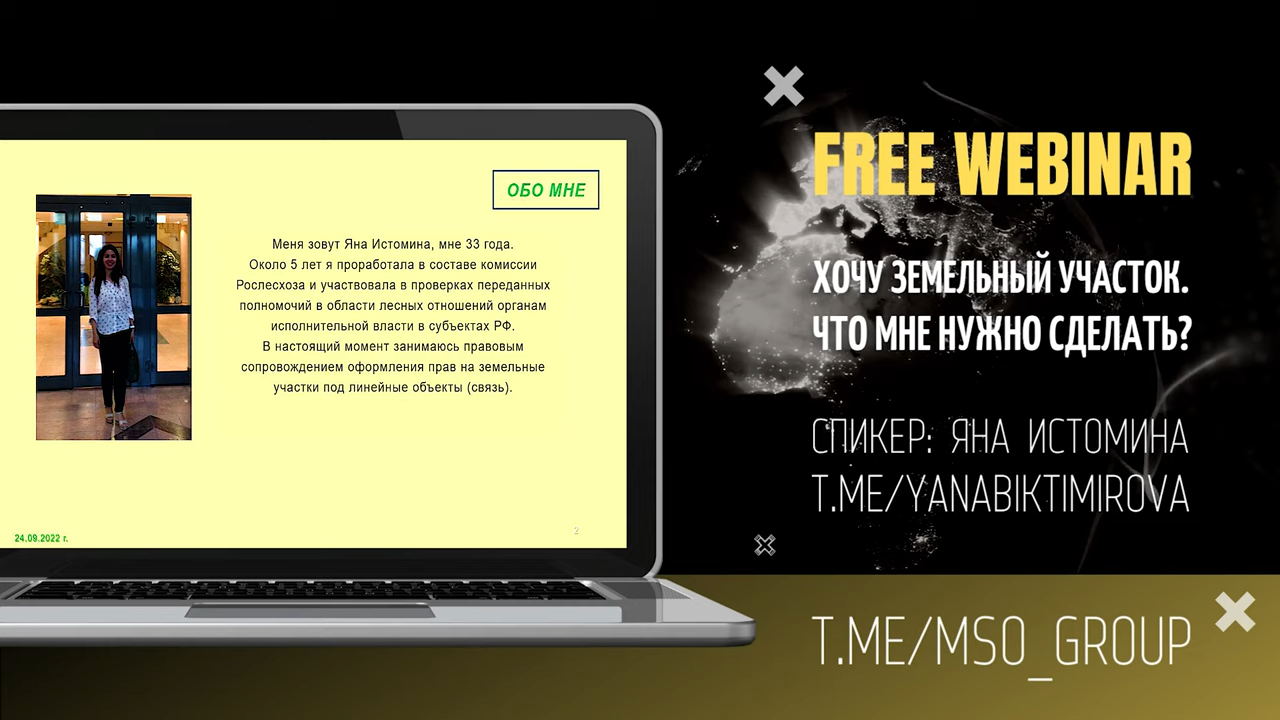 ОБО МНЕ
Меня зовут Яна Истомина, мне 33 года.
Около 5 лет я проработала в составе комиссии
Рослесхоза и участвовала в проверках переданных
полномочий в области лесных отношений органам
исполнительной власти в субъектах РФ.
В настоящий момент занимаюсь правовым
сопровождением оформления прав на земельные
участки под линейные объекты (связь).
24.09.2022 г.
2
FREE WEBINAR
ХОЧУ ЗЕМЕЛЬНЫЙ УЧАСТОК.
ЧТО МНЕ НУЖНО СДЕЛАТЬ?
СПИКЕР: ЯНА ИСТОМИНА
T.ME/YANABIKTIMIROVA
T.ME/MSO_GROUP